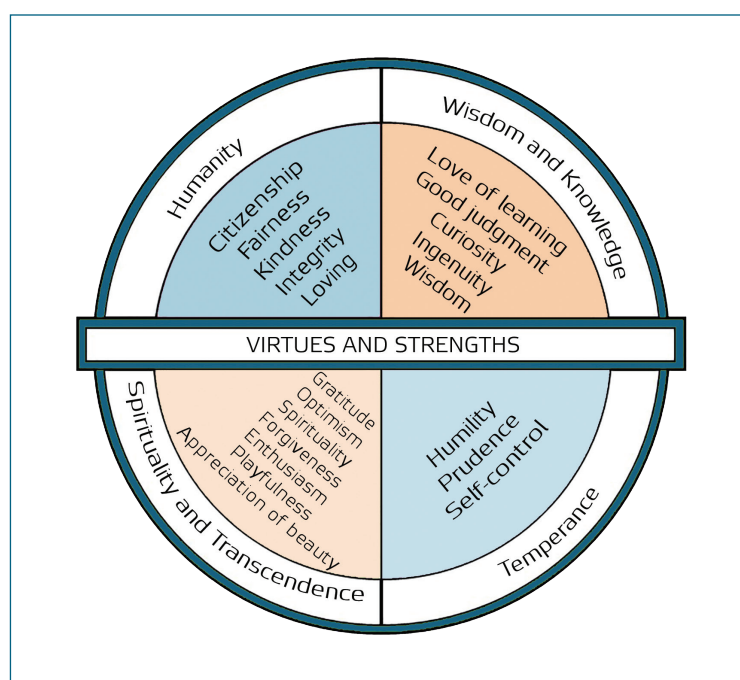 Humanity
Citizenship
Fairness
Kindness
Integrity
Loving
Wisdom and Knowledge
Love of learning
Good judgment
Curiosity
Ingenuity
Wisdom
VIRTUES AND STRENGTHS
Spirituality and Transcendence
Gratitude
Optimism
Spirituality
Forgiveness
Enthusiasm
Playfulness
Appreciation of beauty
Humility
Prudence
Self-control
Temperance